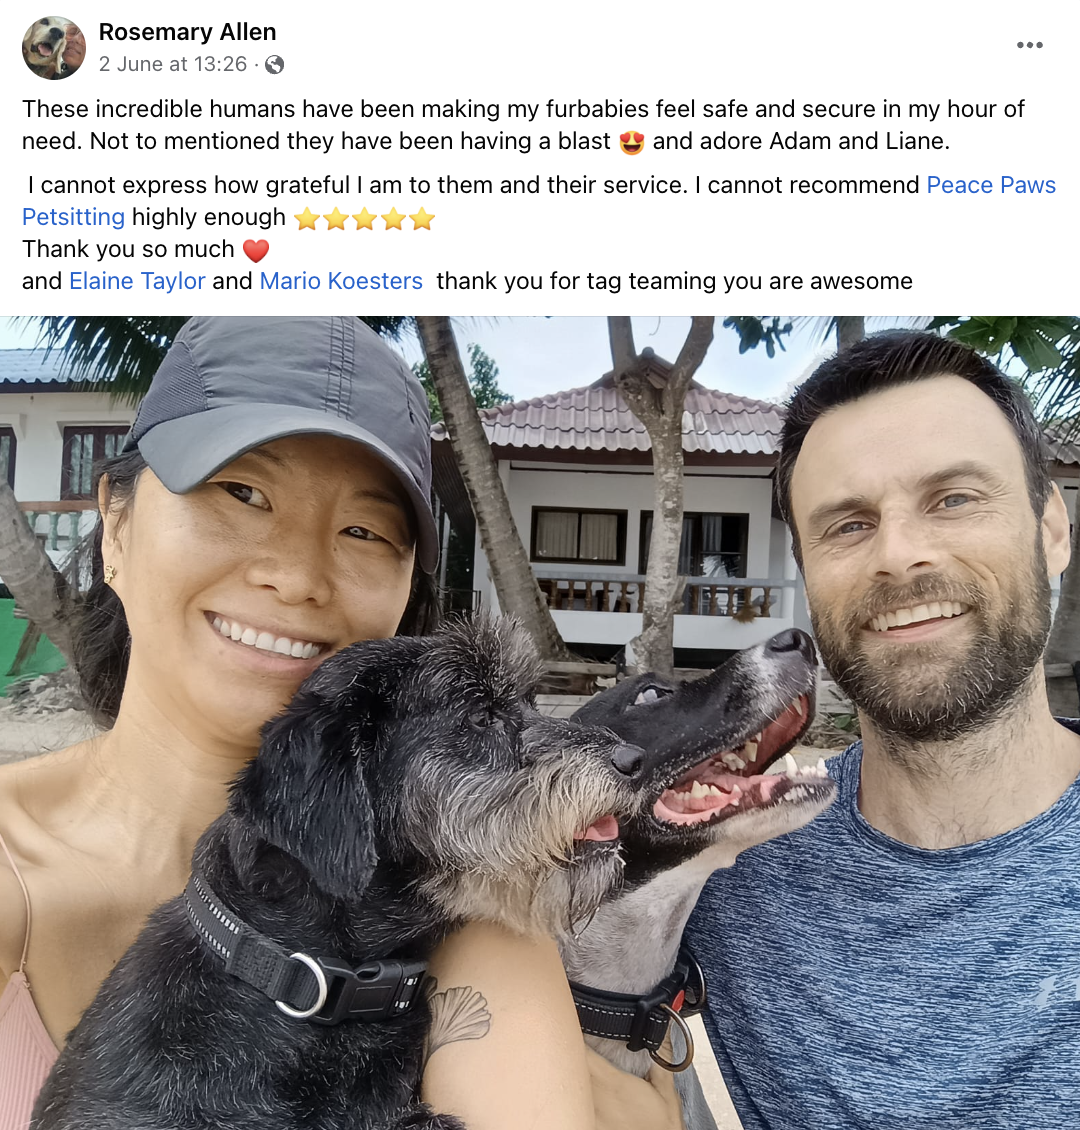 Rosemary Allen
2 June at 13:26 ·
These incredible humans have been making my furbabies feel safe and secure in my hour of
need. Not to mentioned they have been having a blast 😍 and adore Adam and Liane.
I cannot express how grateful I am to them and their service. I cannot recommend Peace Paws
Petsitting highly enough ⭐⭐⭐⭐⭐
Thank you so much ❤️
and Elaine Taylor and Mario Koesters thank you for tag teaming you are awesome